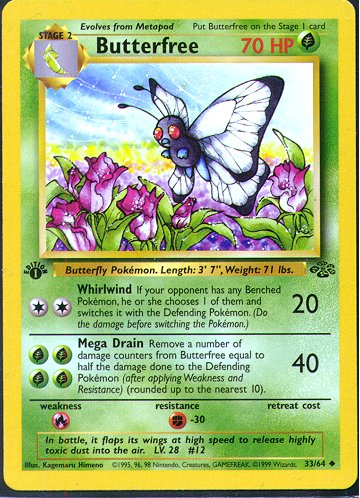 Evolves from Metapod Put Butterfree on the Stage 1 card
STAGE 2
Butterfree 70 HP
EDITION
1
Butterfly Pokémon. Length: 3' 7", Weight: 71 lbs.
Whirlwind If your opponent has any Benched
Pokémon, he or she chooses 1 of them and
switches it with the Defending Pokémon. (Do
the damage before switching the Pokémon.)
20
Mega Drain Remove a number of
damage counters from Butterfree equal to
half the damage done to the Defending
Pokémon (after applying Weakness and
Resistance) (rounded up to the nearest 10).
40
weakness resistance retreat cost
-30
In battle, it flaps its wings at high speed to release highly
toxic dust into the air. LV. 28 #12
Illus. Kagemaru Himeno ©1995, 96, 98 Nintendo, Creatures, GAMEFREAK. ©1999 Wizards. 33/64